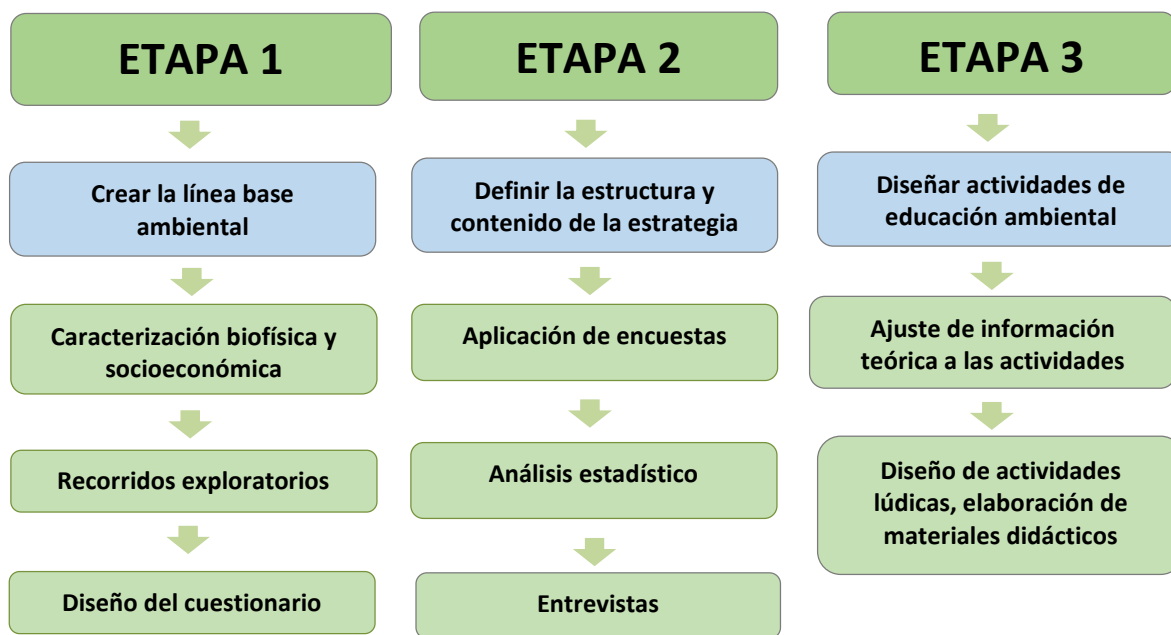 ETAPA 1
Crear la línea base
ambiental
Caracterización biofísica y
socioeconómica
Recorridos exploratorios
Diseño del cuestionario
ETAPA 2
Definir la estructura y
contenido de la estrategia
Aplicación de encuestas
Análisis estadístico
Entrevistas
ETAPA 3
Diseñar actividades de
educación ambiental
Ajuste de información
teórica a las actividades
Diseño de actividades
lúdicas, elaboración de
materiales didácticos